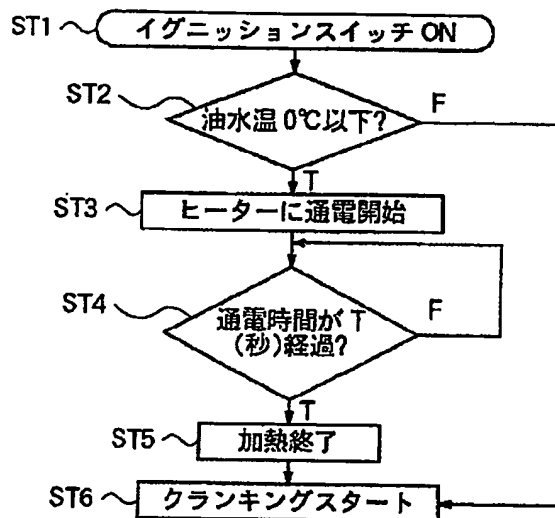 ST1 イグニッションスイッチ ON
ST2 油水温 0℃以下? F
T
ST3 ヒーターに通電開始
ST4 通電時間が T
(秒)経過? F
T
ST5 加熱終了
ST6 クランキングスタート